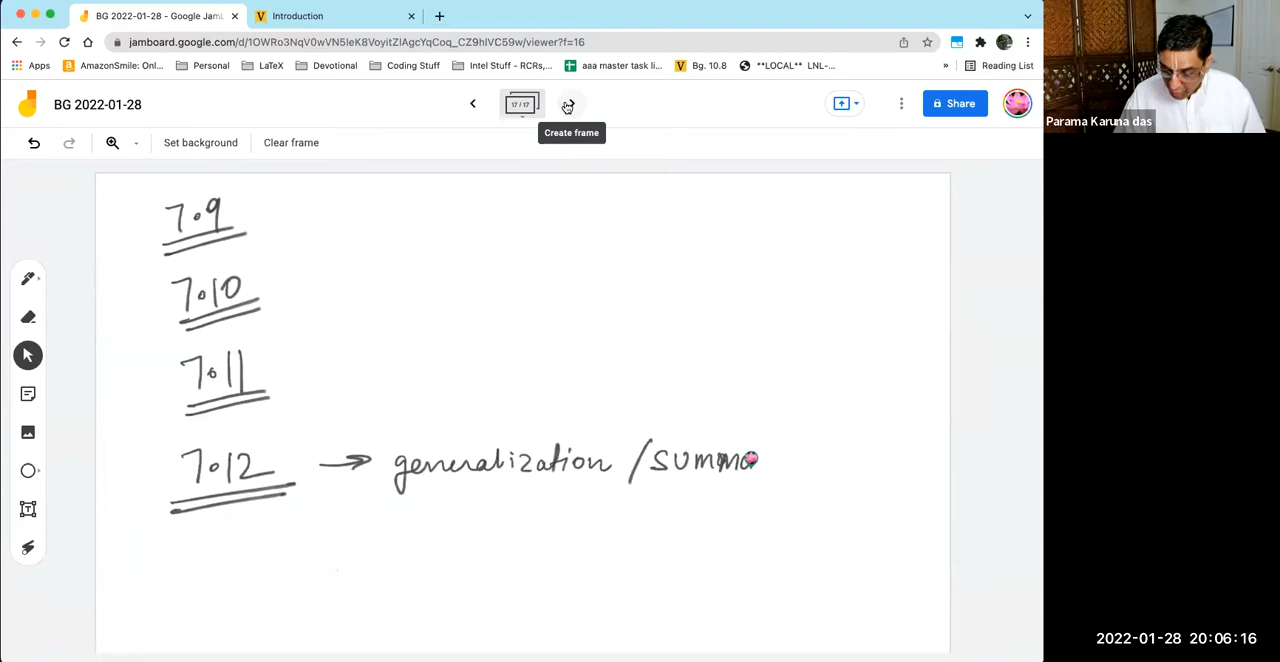 BG 2022-01-28 - Google Jam
Introduction
jamboard.google.com/d/1OWRo3NqV0wVN5leK8VoyitZlAgcYqCoq_CZ9hlVC59w/viewer?f=16
Apps AmazonSmile: Onl... Personal LaTeX Devotional Coding Stuff Intel Stuff - RCRs,... aaa master task li... Bg. 10.8 **LOCAL** LNL-... » Reading List
BG 2022-01-28
17 / 17
Share
Parama Karuna das
Create frame
Set background Clear frame
7.9
7.10
7.11
7.12 → generalization / summa
2022-01-28 20:06:16